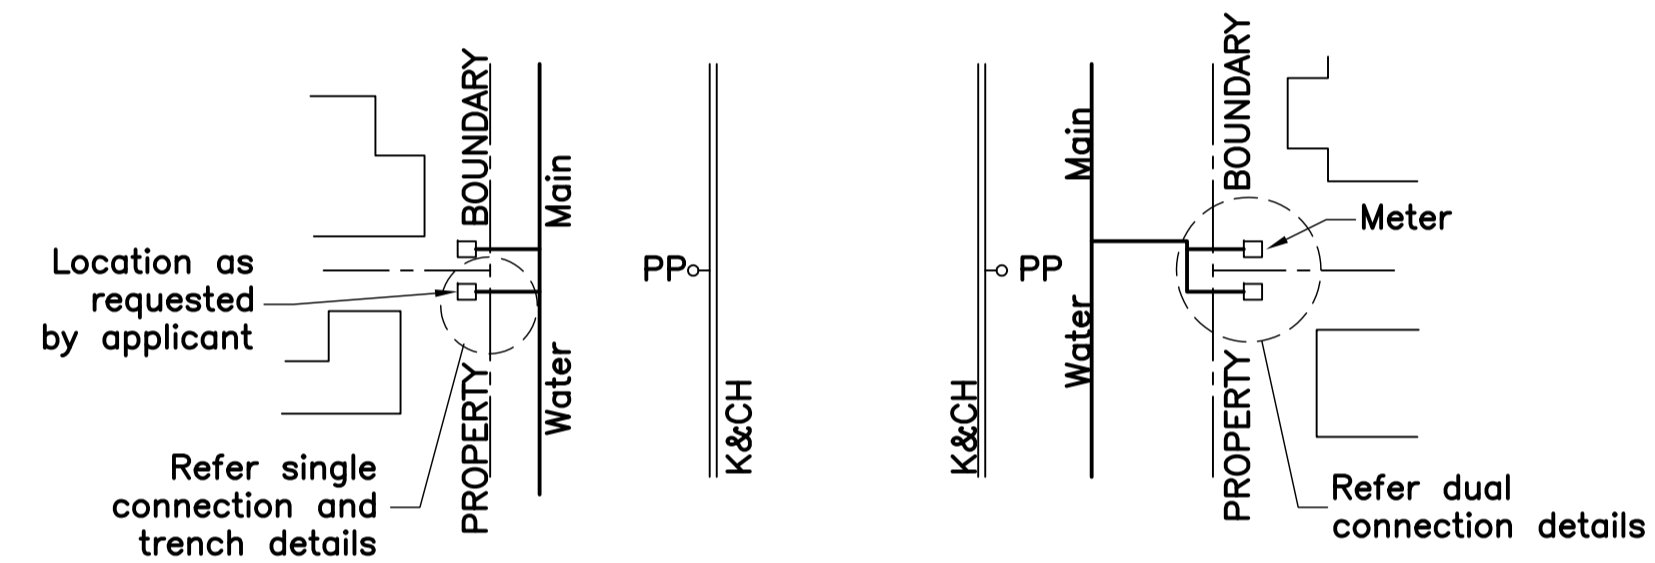 Location as
requested
by applicant
Refer single
connection and
trench details
PROPERTY BOUNDARY
Water Main
PP
K&CH
K&CH
PP
Water Main
PROPERTY BOUNDARY
Meter
Refer dual
connection details